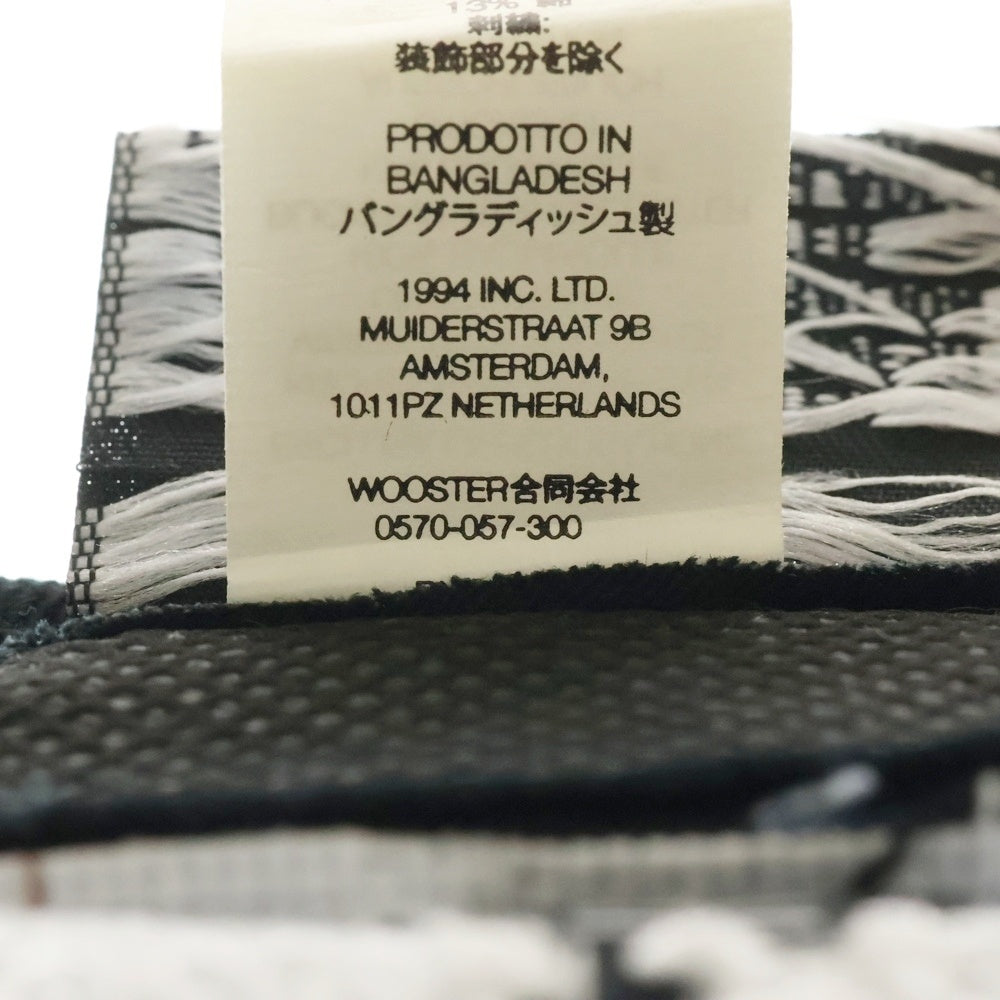 13% 綿
刺繍:
装飾部分を除く
PRODOTTO IN
BANGLADESH
バングラディッシュ製
1994 INC. LTD.
MUIDERSTRAAT 9B
AMSTERDAM,
1011PZ NETHERLANDS
WOOSTER合同会社
0570-057-300